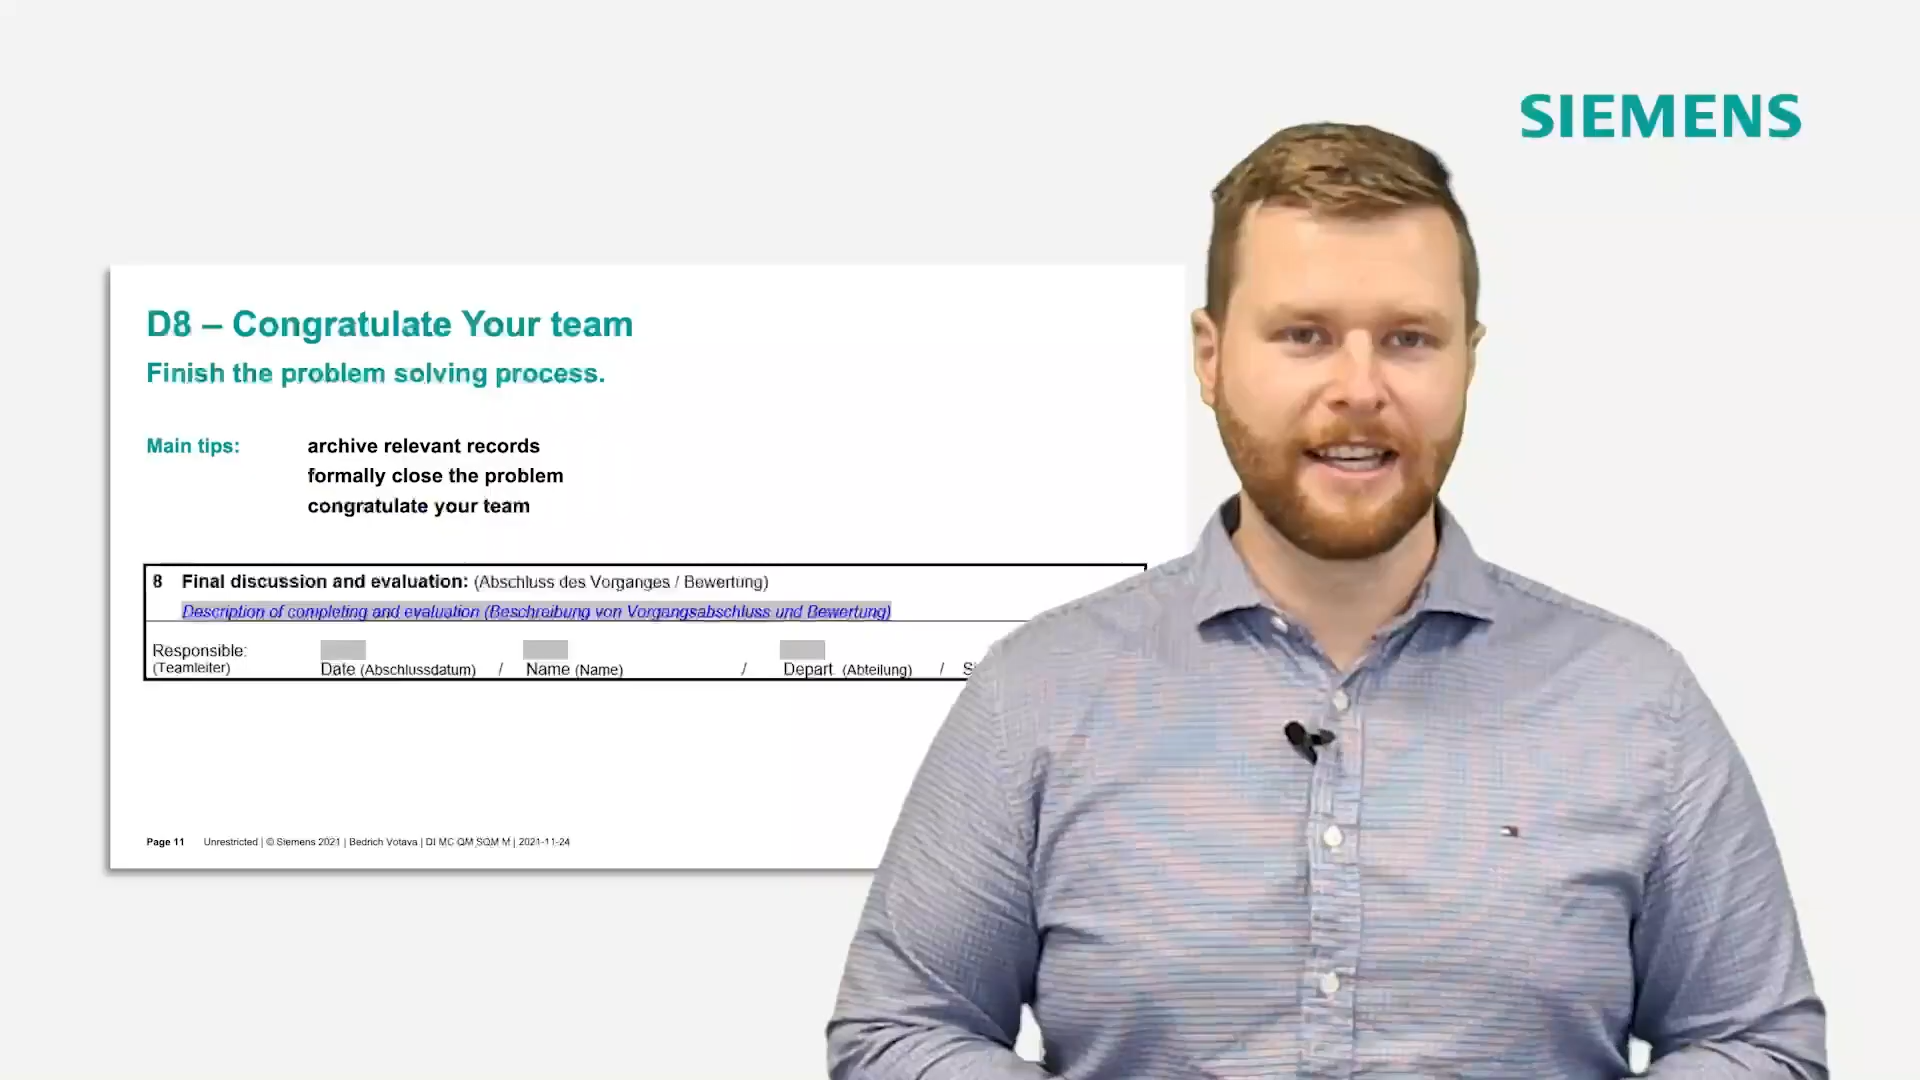 SIEMENS
D8 – Congratulate Your team
Finish the problem solving process.
Main tips: archive relevant records
formally close the problem
congratulate your team
8 Final discussion and evaluation: (Abschluss des Vorganges / Bewertung)
Description of completing and evaluation (Beschreibung von Vorgangsabschluss und Bewertung)
Responsible:
(Teamleiter) Date (Abschlussdatum) / Name (Name) / Depart. (Abteilung) /
Page 11 Unrestricted | © Siemens 2021 | Bedrich Votava | DI MC QM SQM M | 2021-11-24